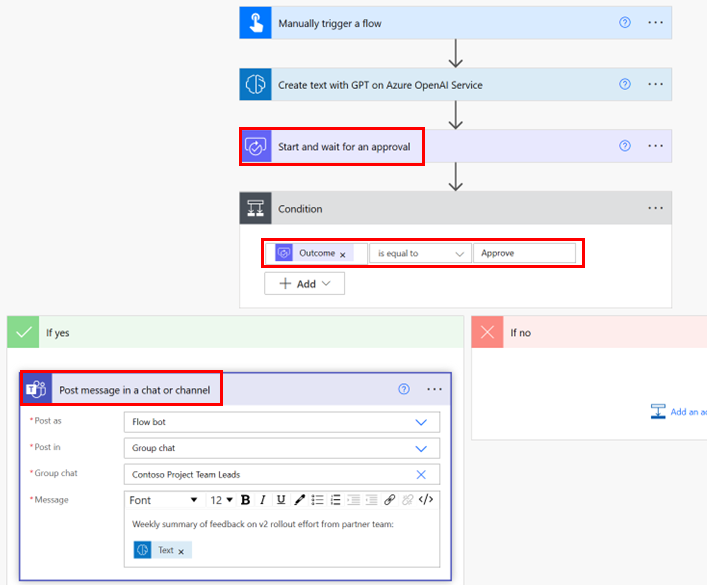 Manually trigger a flow
Create text with GPT on Azure OpenAI Service
Start and wait for an approval
Condition
Outcome x is equal to Approve
+ Add
If yes
If no
Post message in a chat or channel
* Post as Flow bot
* Post in Group chat
Add an ac
* Group chat Contoso Project Team Leads
* Message Font 12 B I U </>
Weekly summary of feedback on v2 rollout effort from partner team:
Text x